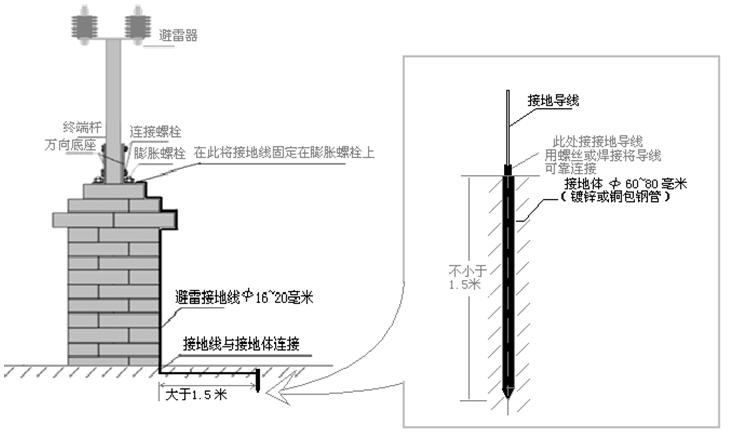 避雷器
终端杆
连接螺栓
万向底座
膨胀螺栓
在此将接地线固定在膨胀螺栓上
避雷接地线ф16~20毫米
接地线与接地体连接
大于1.5米
接地导线
此处接接地导线
用螺丝或焊接将导线
可靠连接
接地体 ф 60~80 毫米
(镀锌或铜包钢管)
不小于
1.5米